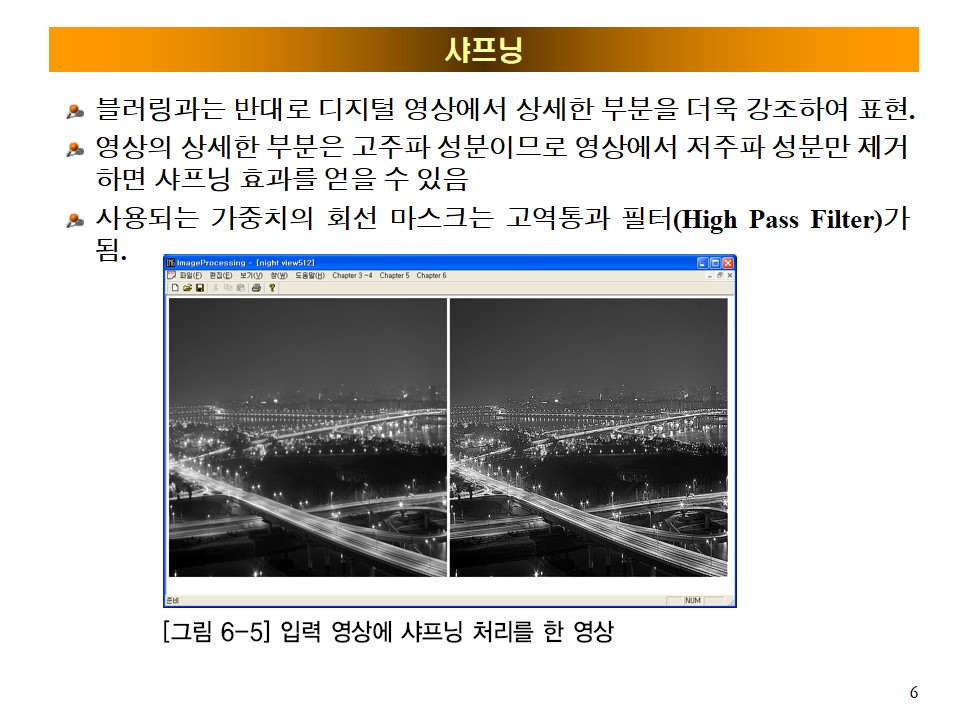 샤프닝
블러링과는 반대로 디지털 영상에서 상세한 부분을 더욱 강조하여 표현.
영상의 상세한 부분은 고주파 성분이므로 영상에서 저주파 성분만 제거
하면 샤프닝 효과를 얻을 수 있음
사용되는 가중치의 회선 마스크는 고역통과 필터(High Pass Filter)가
됨.
ImageProcessing - [night view512]
파일(F) 편집(E) 보기(V) 창(W) 도움말(H) Chapter 3 ~4 Chapter 5 Chapter 6
준비 NUM
[그림 6-5] 입력 영상에 샤프닝 처리를 한 영상
6